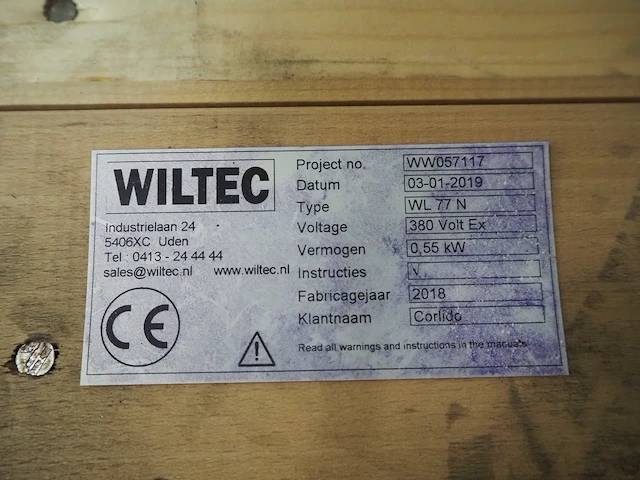 WILTEC
Industrielaan 24
5406XC Uden
Tel : 0413 - 24 44 44
sales@wiltec.nl www.wiltec.nl
CE
Project no. WW057117
Datum 03-01-2019
Type WL 77 N
Voltage 380 Volt Ex
Vermogen 0,55 kW
Instructies V
Fabricagejaar 2018
Klantnaam Corlido
Read all warnings and instructions in the manuals